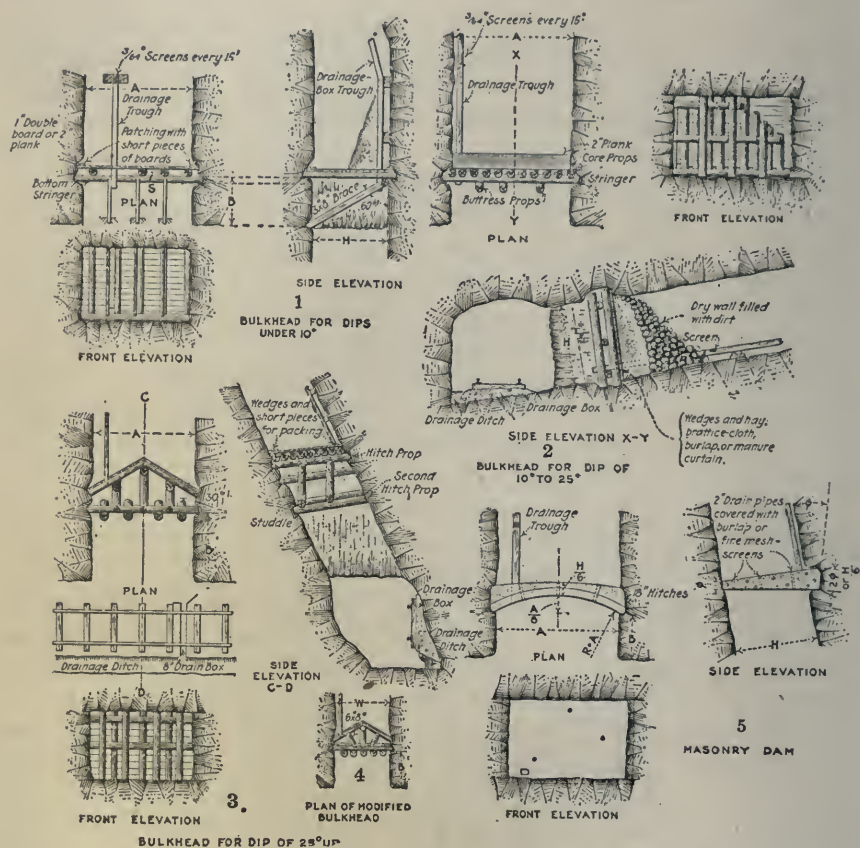 3/64" Screens every 15'
A
Drainage
Trough
1" Double
board or 2"
plank
Patching with
short pieces
of boards
Bottom
Stringer
S
PLAN
B
FRONT ELEVATION
Drainage-
Box Trough
3x8 Brace
60°
H
SIDE ELEVATION
1
BULKHEAD FOR DIPS
UNDER 10°
3/64" Screens every 15'
A
X
Drainage Trough
2" Plank
Core Props
Stringer
Buttress Props
Y
PLAN
FRONT ELEVATION
Dry wall filled
with dirt
Screen
H
B
Drainage Ditch
Drainage Box
Wedges and hay,
brattice-cloth,
burlap, or manure
curtain.
SIDE ELEVATION X-Y
2
BULKHEAD FOR DIP OF
10° TO 25°
C
A
B
PLAN
Drainage Ditch
8" Drain Box
D
FRONT ELEVATION
3.
BULKHEAD FOR DIP OF 25° UP
Wedges and
short pieces
for packing
Hitch Prop
Second
Hitch Prop
Studdle
Drainage
Box
Drainage
Ditch
SIDE
ELEVATION
C-D
W
6x8"
B
4
PLAN OF MODIFIED
BULKHEAD
Drainage
Trough
H/6
Hitches
A/8
A
R=A
B
PLAN
FRONT ELEVATION
2" Drain pipes
covered with
burlap or
fine mesh-
screens
or H/6
H
SIDE ELEVATION
5
MASONRY DAM